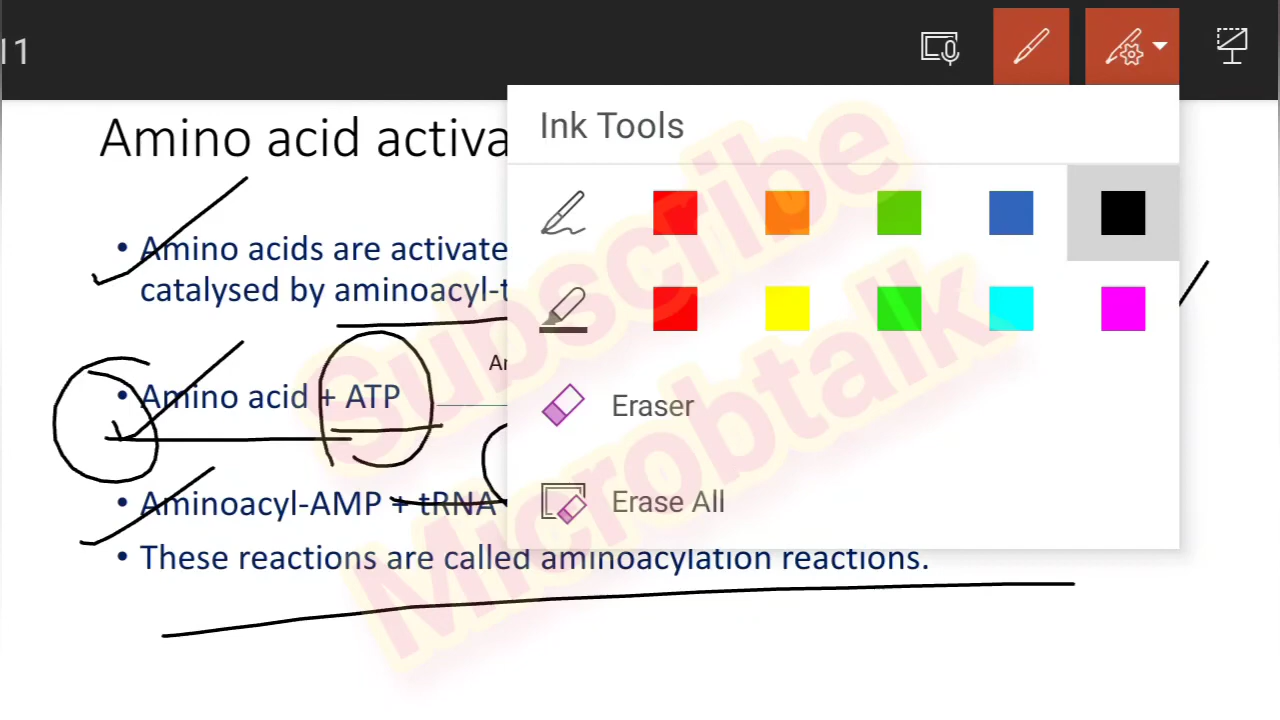 11
Ink Tools
Amino acid activa
Amino acids are activate
catalysed by aminoacyl-t
Ar
• Amino acid + ATP
Eraser
• Aminoacyl-AMP + tRNA
Erase All
• These reactions are called aminoacylation reactions.
Subscribe
Microbtalk